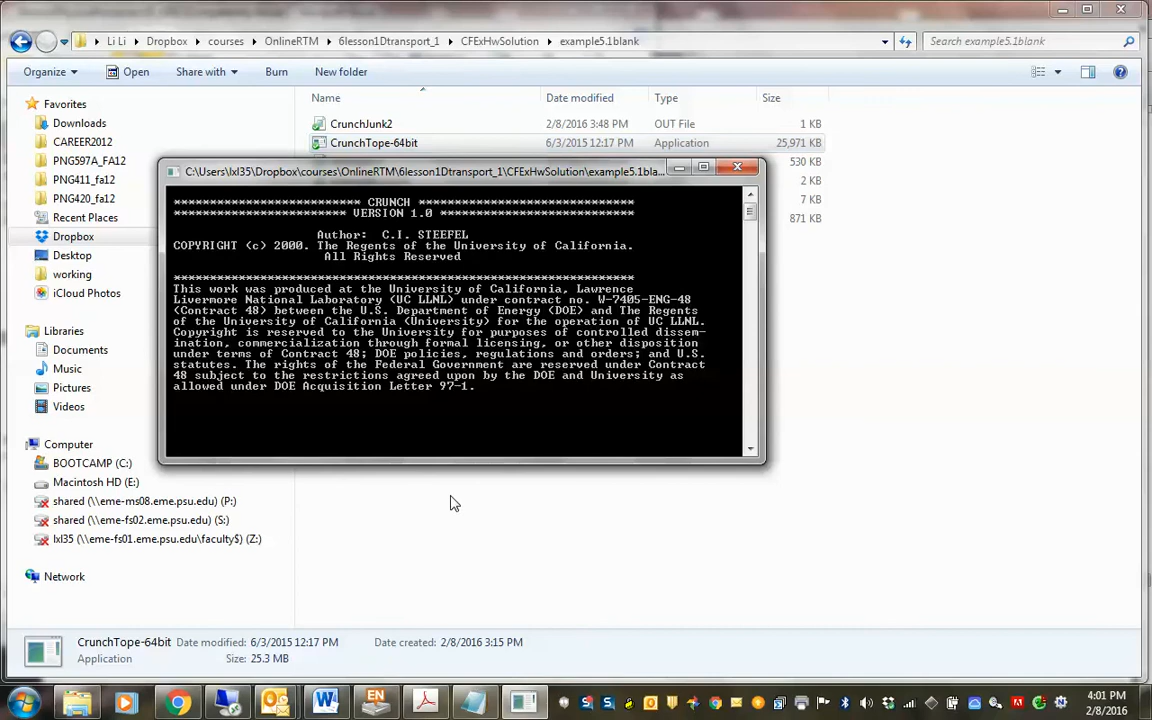 Li Li
Dropbox
courses
OnlineRTM
6lesson1Dtransport_1
CFExHwSolution
example5.1blank
Search example5.1blank
Organize
Open
Share with
Burn
New folder
Favorites
Downloads
CAREER2012
PNG597A_FA12
PNG411_fa12
PNG420_fa12
Recent Places
Dropbox
Desktop
working
iCloud Photos
Libraries
Documents
Music
Pictures
Videos
Computer
BOOTCAMP (C:)
Macintosh HD (E:)
shared (\\eme-ms08.eme.psu.edu) (P:)
shared (\\eme-fs02.eme.psu.edu) (S:)
lxl35 (\\eme-fs01.eme.psu.edu\faculty$) (Z:)
Network
Name Date modified Type Size
CrunchJunk2 2/8/2016 3:48 PM OUT File 1 KB
CrunchTope-64bit 6/3/2015 12:17 PM Application 25,971 KB
530 KB
2 KB
7 KB
871 KB
C:\Users\lxl35\Dropbox\courses\OnlineRTM\6lesson1Dtransport_1\CFExHwSolution\example5.1bla...
*************************** CRUNCH ******************************
************************ VERSION 1.0 ****************************
Author: C.I. STEEFEL
COPYRIGHT (c) 2000. The Regents of the University of California.
All Rights Reserved
*****************************************************************
This work was produced at the University of California, Lawrence
Livermore National Laboratory (UC LLNL) under contract no. W-7405-ENG-48
(Contract 48) between the U.S. Department of Energy (DOE) and The Regents
of the University of California (University) for the operation of UC LLNL.
Copyright is reserved to the University for purposes of controlled dissem-
ination, commercialization through formal licensing, or other disposition
under terms of Contract 48; DOE policies, regulations and orders; and U.S.
statutes. The rights of the Federal Government are reserved under Contract
48 subject to the restrictions agreed upon by the DOE and University as
allowed under DOE Acquisition Letter 97-1.
CrunchTope-64bit Date modified: 6/3/2015 12:17 PM Date created: 2/8/2016 3:15 PM
Application Size: 25.3 MB
4:01 PM
2/8/2016